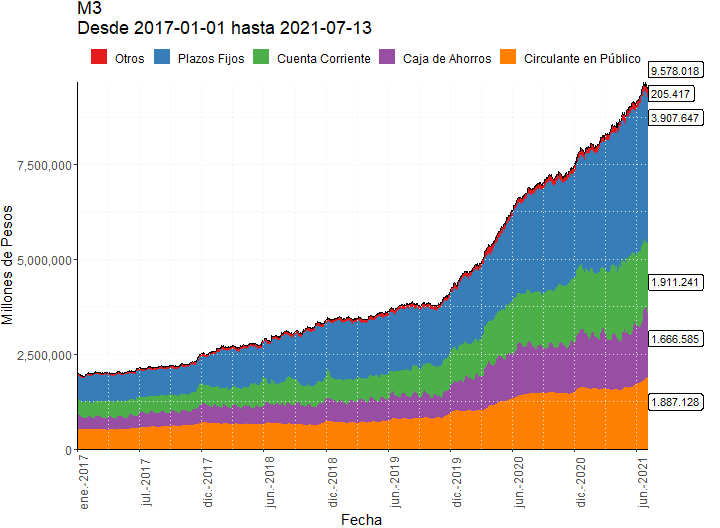 M3
Desde 2017-01-01 hasta 2021-07-13
Otros Plazos Fijos Cuenta Corriente Caja de Ahorros Circulante en Público
9.578.018
205.417
3.907.647
7,500,000
5,000,000
1.911.241
1.666.585
2,500,000
1.887.128
0
Millones de Pesos
ene.-2017 jul.-2017 dic.-2017 jun.-2018 dic.-2018 jun.-2019 dic.-2019 jun.-2020 dic.-2020 jun.-2021
Fecha